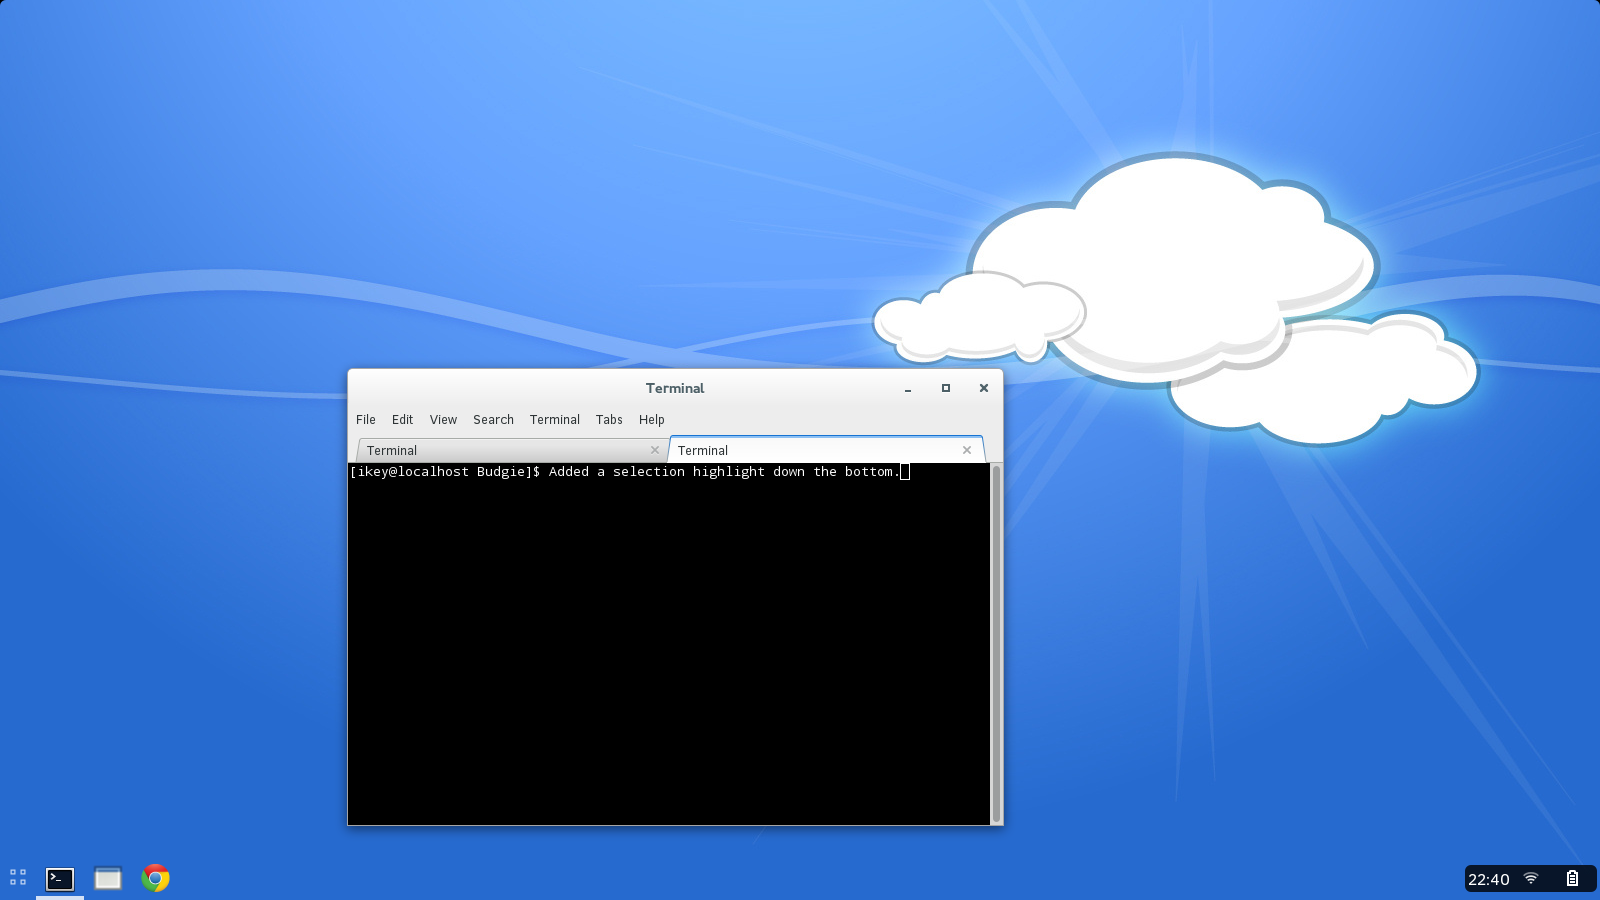 Terminal
File Edit View Search Terminal Tabs Help
Terminal Terminal
[ikey@localhost Budgie]$ Added a selection highlight down the bottom.
22:40